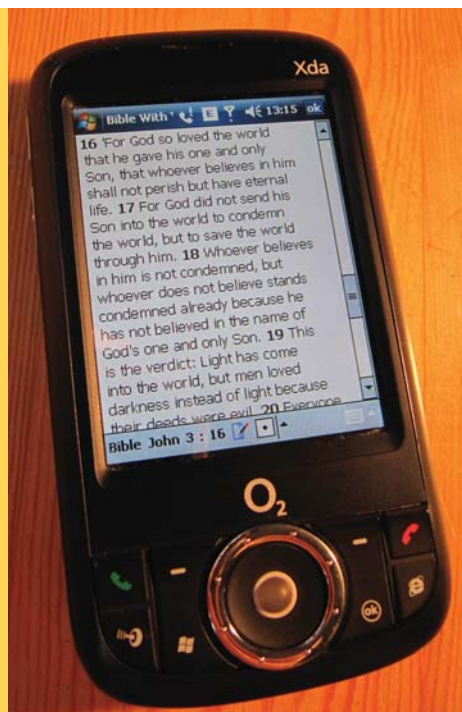 Xda
Bible With 13:15 ok
16 'For God so loved the world
that he gave his one and only
Son, that whoever believes in him
shall not perish but have eternal
life. 17 For God did not send his
Son into the world to condemn
the world, but to save the world
through him. 18 Whoever believes
in him is not condemned, but
whoever does not believe stands
condemned already because he
has not believed in the name of
God's one and only Son. 19 This
is the verdict: Light has come
into the world, but men loved
darkness instead of light because
their deeds were evil. 20 Everyone
Bible John 3 : 16
O2
ok